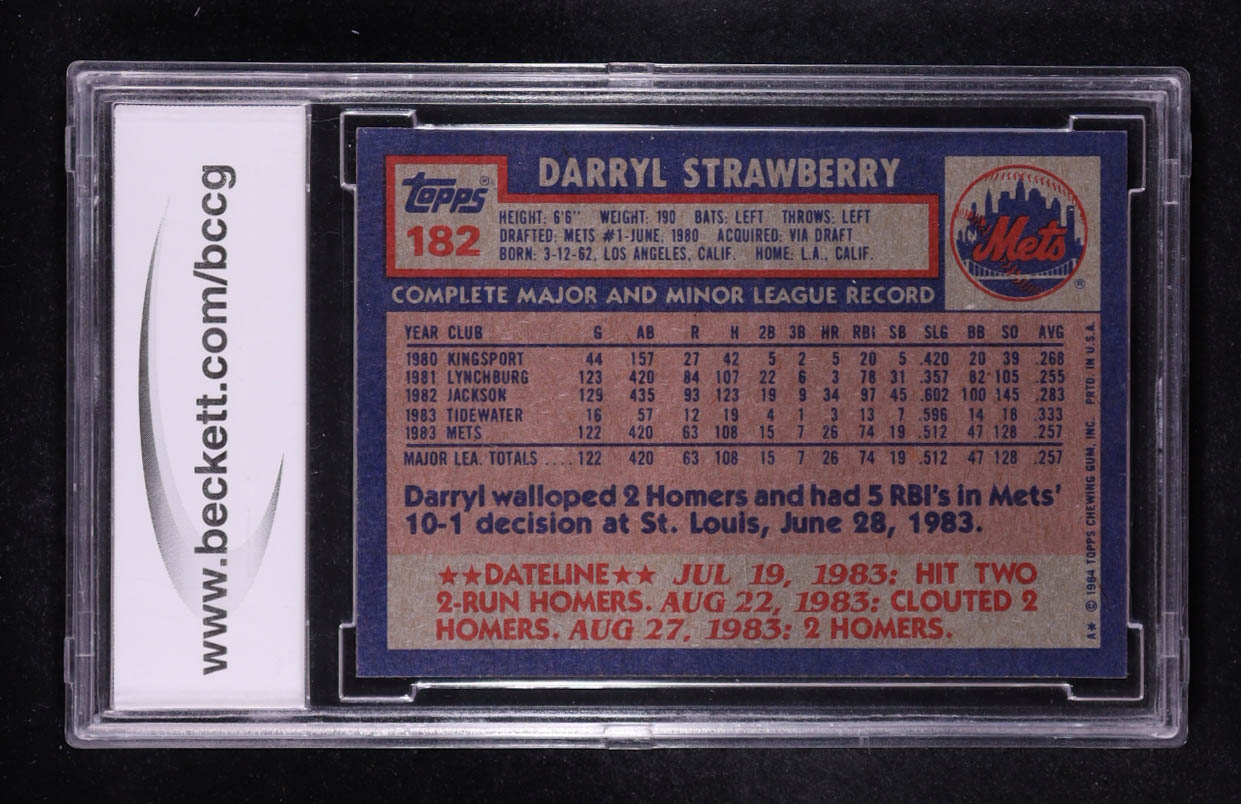 www.beckett.com/bccg
Topps®
182
DARRYL STRAWBERRY
HEIGHT: 6'6" WEIGHT: 190 BATS: LEFT THROWS: LEFT
DRAFTED: METS #1-JUNE, 1980 ACQUIRED: VIA DRAFT
BORN: 3-12-62, LOS ANGELES, CALIF. HOME: L.A., CALIF.
Mets ®
COMPLETE MAJOR AND MINOR LEAGUE RECORD
YEAR CLUB G AB R H 2B 3B HR RBI SB SLG BB SO AVG
1980 KINGSPORT 44 157 27 42 5 2 5 20 5 .420 20 39 .268
1981 LYNCHBURG 123 420 84 107 22 6 3 78 31 .357 82 105 .255
1982 JACKSON 129 435 93 123 19 9 34 97 45 .602 100 145 .283
1983 TIDEWATER 16 57 12 19 4 1 3 13 7 .596 14 18 .333
1983 METS 122 420 63 108 15 7 26 74 19 .512 47 128 .257
MAJOR LEA. TOTALS .... 122 420 63 108 15 7 26 74 19 .512 47 128 .257
Darryl walloped 2 Homers and had 5 RBI's in Mets'
10-1 decision at St. Louis, June 28, 1983.
★★DATELINE★★ JUL 19, 1983: HIT TWO
2-RUN HOMERS. AUG 22, 1983: CLOUTED 2
HOMERS. AUG 27, 1983: 2 HOMERS.
A* © 1984 TOPPS CHEWING GUM, INC. PRTD. IN U.S.A.